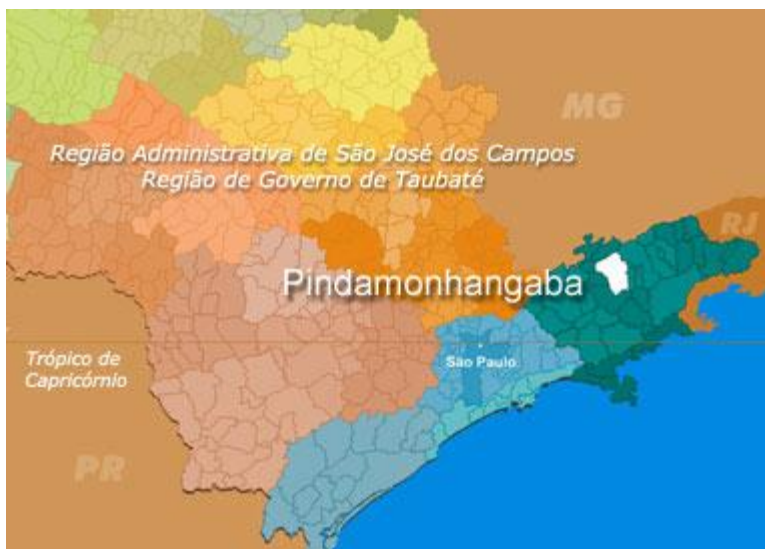 MG
Região Administrativa de São José dos Campos
Região de Governo de Taubaté
RJ
Pindamonhangaba
São Paulo
Trópico de
Capricórnio
PR